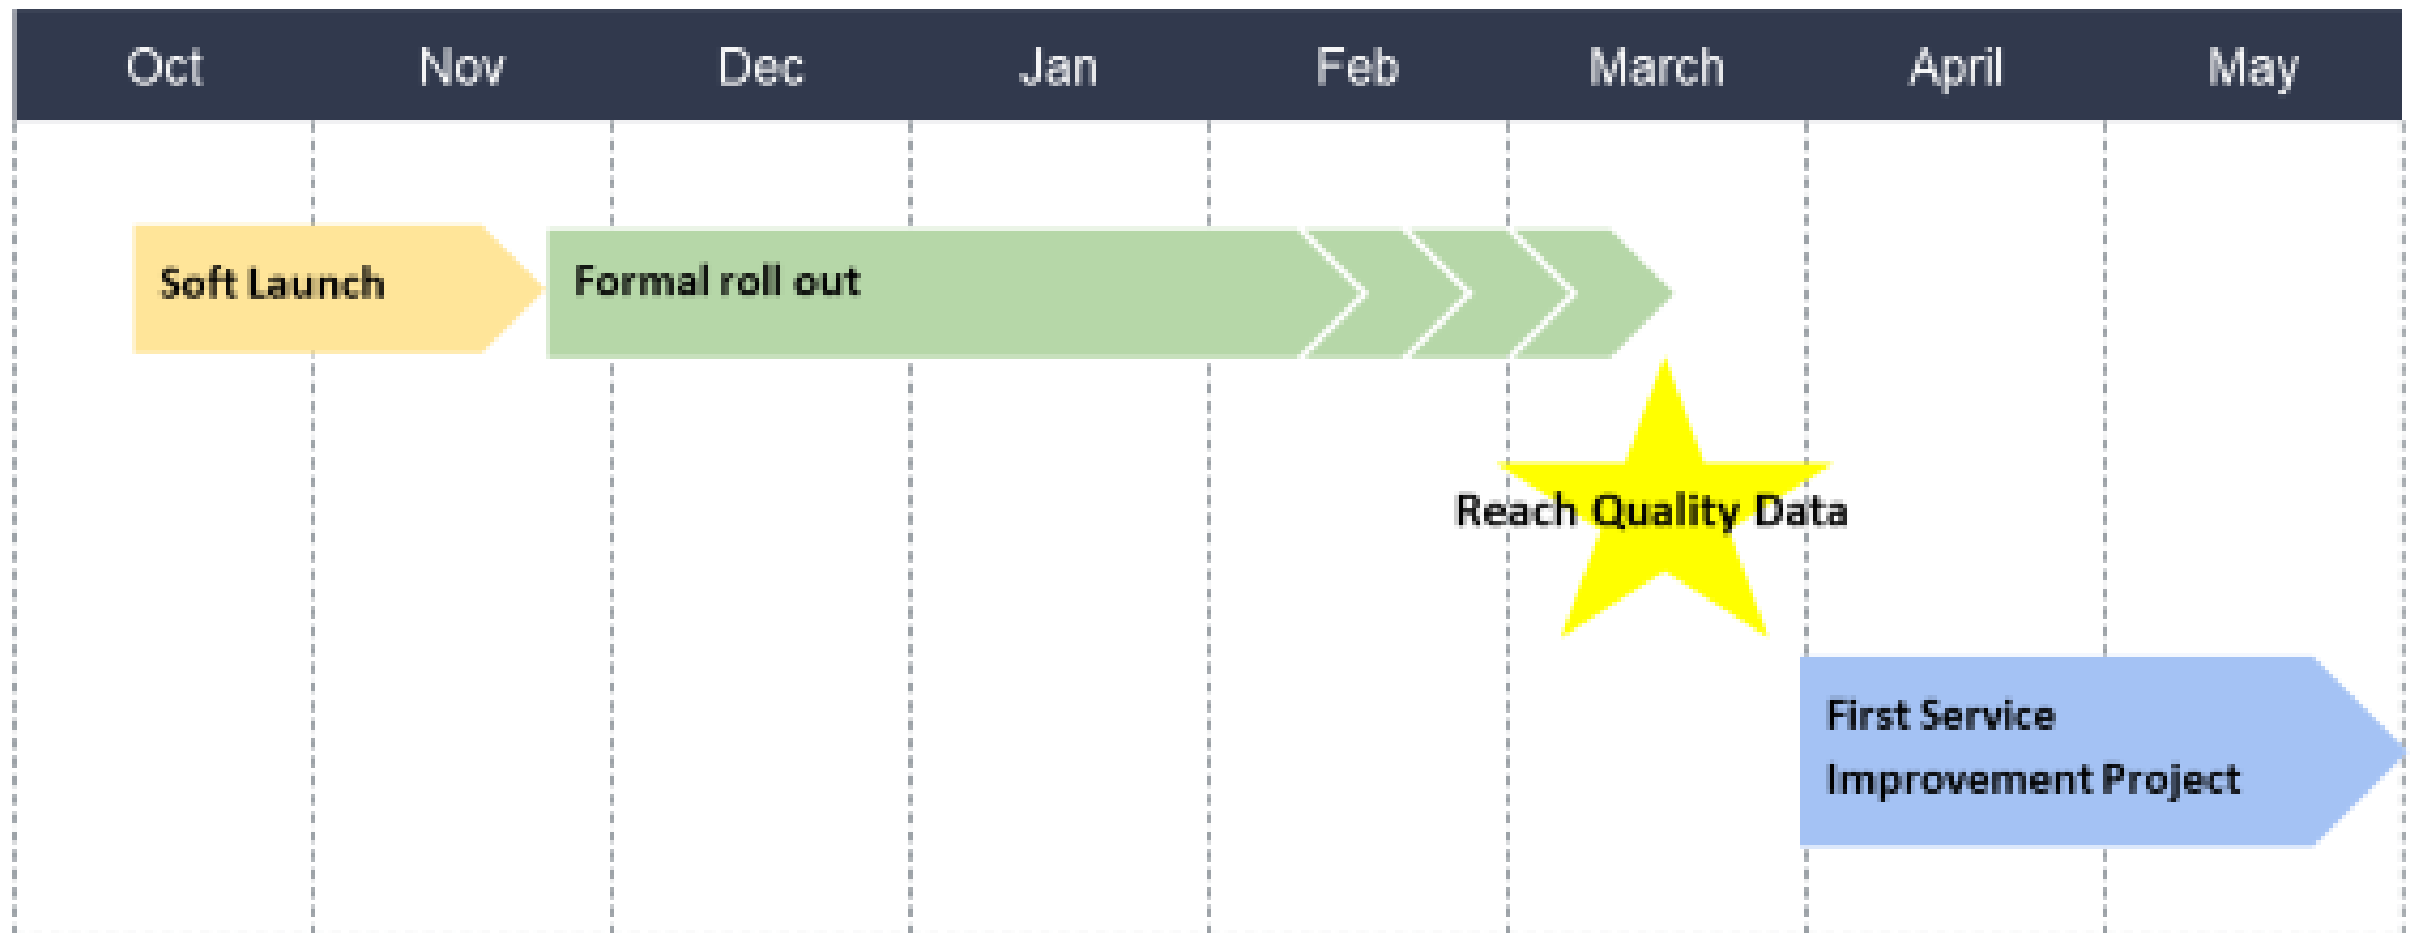 Oct Nov Dec Jan Feb March April May
Soft Launch
Formal roll out
Reach Quality Data
First Service
Improvement Project